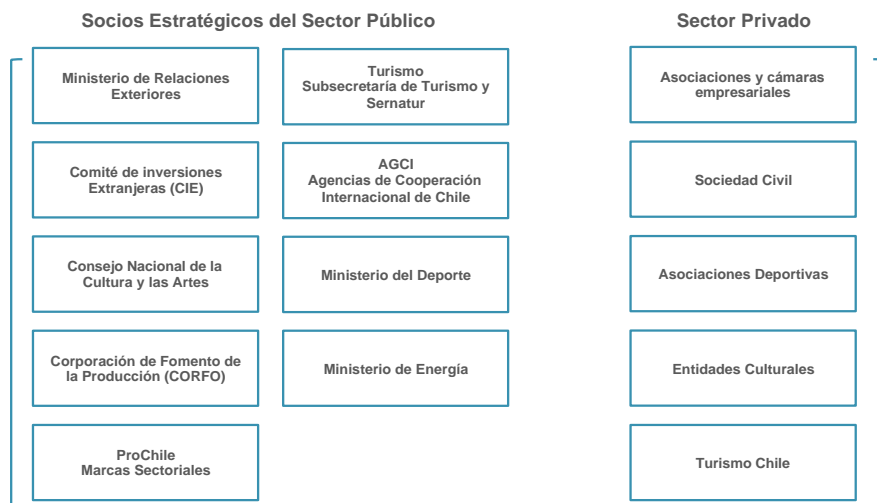 Socios Estratégicos del Sector Público
Ministerio de Relaciones
Exteriores
Turismo
Subsecretaría de Turismo y
Sernatur
Comité de inversiones
Extranjeras (CIE)
AGCI
Agencias de Cooperación
Internacional de Chile
Consejo Nacional de la
Cultura y las Artes
Ministerio del Deporte
Corporación de Fomento de
la Producción (CORFO)
Ministerio de Energía
ProChile
Marcas Sectoriales
Sector Privado
Asociaciones y cámaras
empresariales
Sociedad Civil
Asociaciones Deportivas
Entidades Culturales
Turismo Chile